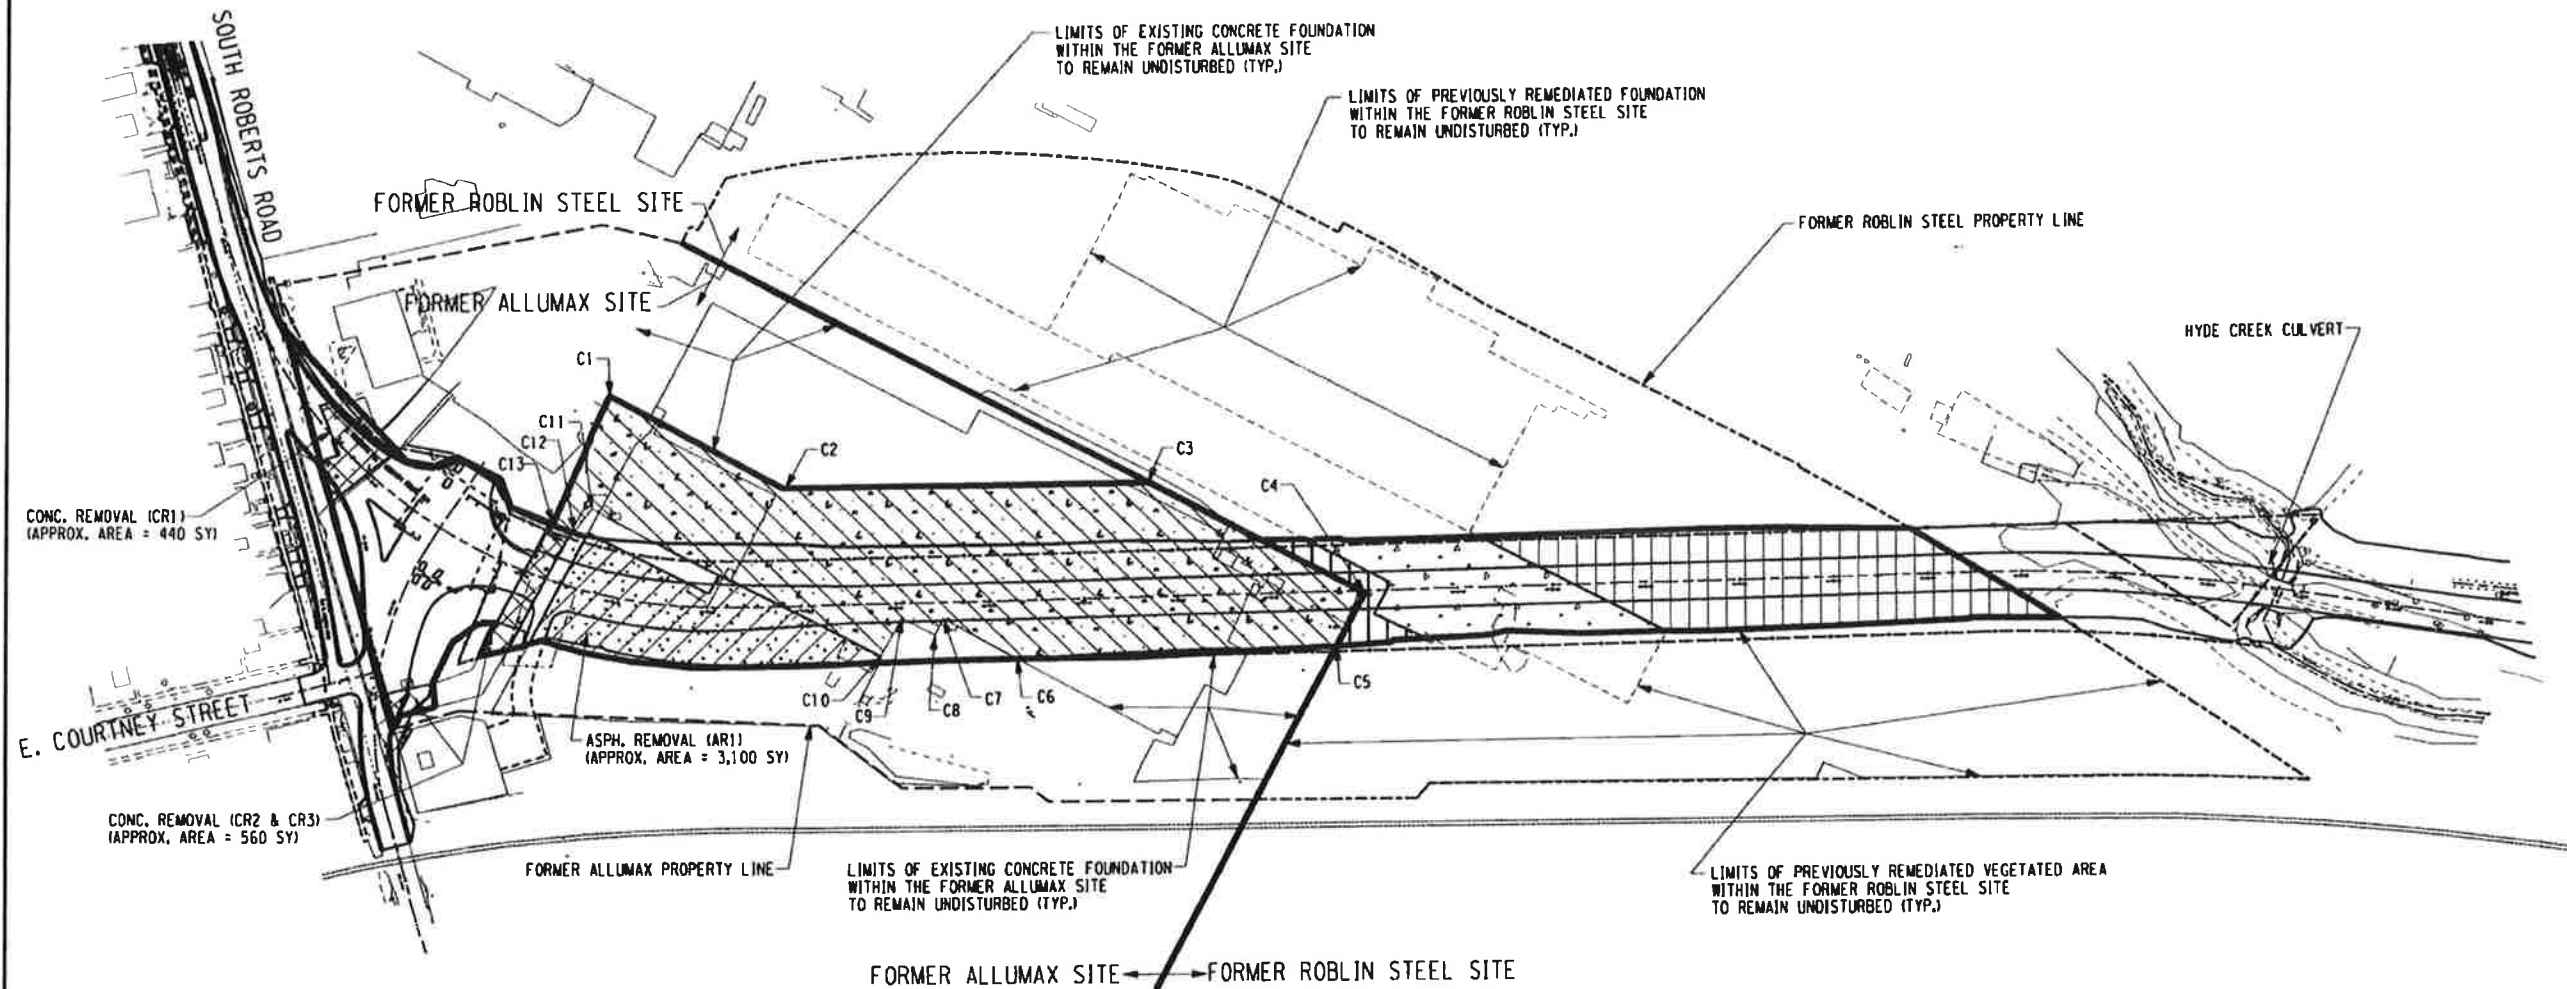 SOUTH ROBERTS ROAD
LIMITS OF EXISTING CONCRETE FOUNDATION
WITHIN THE FORMER ALLUMAX SITE
TO REMAIN UNDISTURBED (TYP.)
LIMITS OF PREVIOUSLY REMEDIATED FOUNDATION
WITHIN THE FORMER ROBLIN STEEL SITE
TO REMAIN UNDISTURBED (TYP.)
FORMER ROBLIN STEEL SITE
FORMER ROBLIN STEEL PROPERTY LINE
FORMER ALLUMAX SITE
HYDE CREEK CULVERT
C1
C11
C12
C13
C2
C3
C4
CONC. REMOVAL (CR1)
(APPROX. AREA = 440 SY)
C5
C6
C7
C8
C9
C10
E. COURTNEY STREET
ASPH. REMOVAL (AR1)
(APPROX. AREA = 3,100 SY)
CONC. REMOVAL (CR2 & CR3)
(APPROX. AREA = 560 SY)
FORMER ALLUMAX PROPERTY LINE
LIMITS OF EXISTING CONCRETE FOUNDATION
WITHIN THE FORMER ALLUMAX SITE
TO REMAIN UNDISTURBED (TYP.)
LIMITS OF PREVIOUSLY REMEDIATED VEGETATED AREA
WITHIN THE FORMER ROBLIN STEEL SITE
TO REMAIN UNDISTURBED (TYP.)
FORMER ALLUMAX SITE
FORMER ROBLIN STEEL SITE